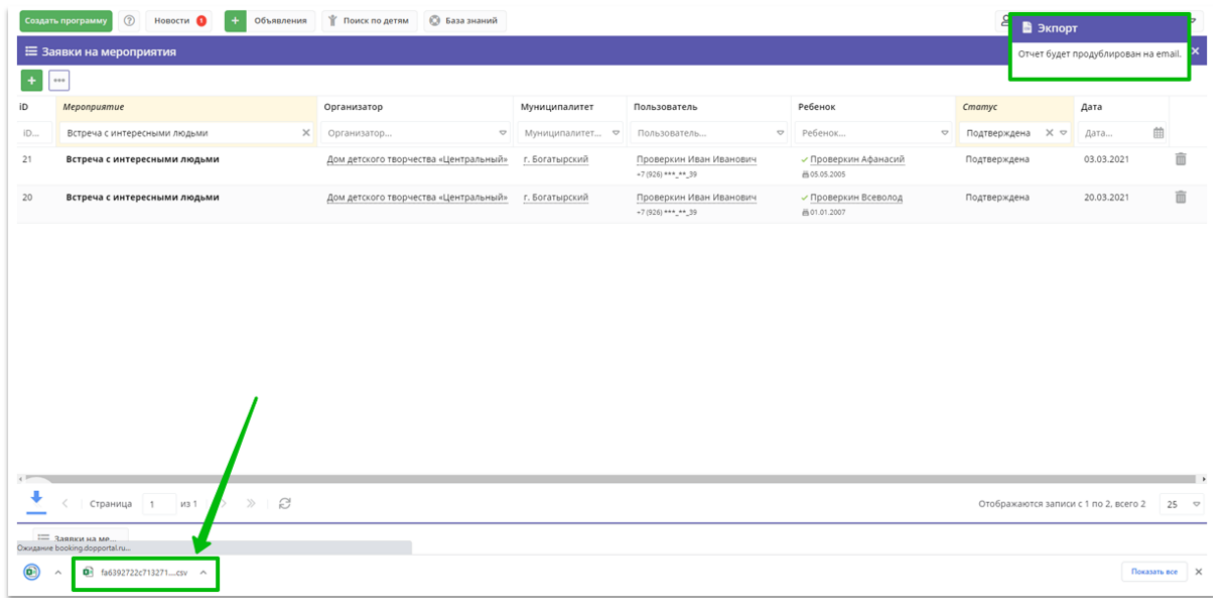 Создать программу
Новости 1
Объявления
Поиск по детям
База знаний
Экспорт
Отчет будет продублирован на email.
Заявки на мероприятия
iD Мероприятие Организатор Муниципалитет Пользователь Ребенок Статус Дата
iD... Встреча с интересными людьми Организатор... Муниципалитет... Пользователь... Ребенок... Подтверждена Дата...
21 Встреча с интересными людьми Дом детского творчества «Центральный» г. Богатырский Проверкин Иван Иванович Проверкин Афанасий Подтверждена 03.03.2021
+7 (926) ***_**_39 05.05.2005
20 Встреча с интересными людьми Дом детского творчества «Центральный» г. Богатырский Проверкин Иван Иванович Проверкин Всеволод Подтверждена 20.03.2021
+7 (926) ***_**_39 01.01.2007
Страница 1 из 1
Отображаются записи с 1 по 2, всего 2 25
Заявки на ме...
Ожидание booking.dopportal.ru...
fa6392722c713271....csv
Показать все